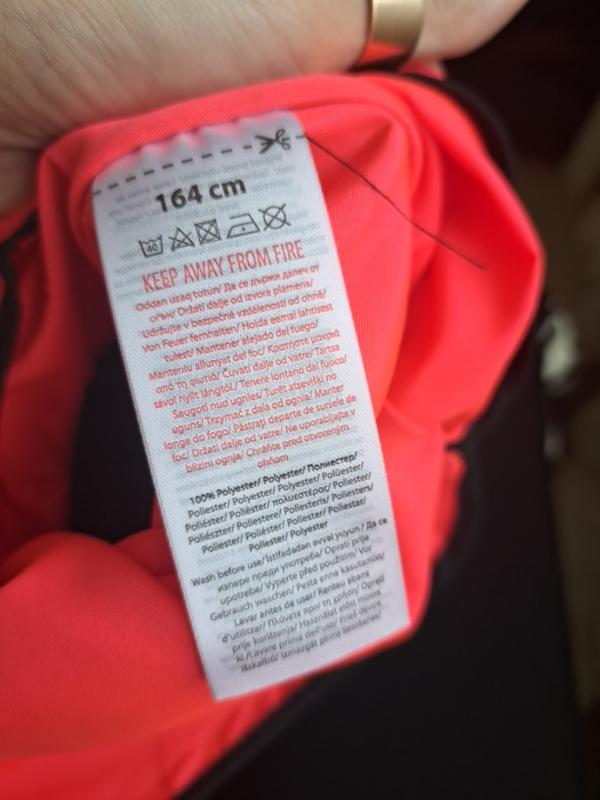 164 cm
40
KEEP AWAY FROM FIRE
Oddan uzaq tutun/ Да се държи далеч от
огън/ Držati dalje od izvora plamena/
Udržujte v bezpečné vzdálenosti od ohně/
Von Feuer fernhalten/ Hoida eemal lahtisest
tulest/ Mantener alejado del fuego/
Manteniu allunyat del foc/ Κρατήστε μακριά
από τη φωτιά/ Čuvati dalje od vatre/ Tartsa
távol nyílt lángtól/ Tenere lontano dal fuoco/
Saugoti nuo ugnies/ Turēt atsevišķi no
uguns/ Trzymać z dala od ognia/ Manter
longe do fogo/ Păstrați departe de sursele de
foc/ Držati dalje od vatre/ Ne uporabljajte v
bližini ognja/ Chráňte pred otvoreným
ohňom
100% Polyester/ Polyester/ Полиестер/
Poliester/ Polyester/ Polyester/ Polüester/
Poliéster/ Polièster/ πολυεστέρας/ Poliester/
Poliészter/ Poliestere/ Poliesteris/ Poliesters/
Poliester/ Poliéster/ Poliester/ Poliestar/
Poliester/ Polyester
Wash before use/ İstifadədən əvvəl yuyun/ Да се
изпере преди употреба/ Oprati prije
upotrebe/ Vyperte před použitím/ Vor
Gebrauch waschen/ Pesta enne kasutamist/
Lavar antes de usar/ Renteu abans
d'utilitzar/ Πλύνετε πριν τη χρήση/ Oprati
prije korištenja/ Használat előtt mossa
ki/ Lavare prima dell'uso/ Prieš dėvint
išskalbti/ Izmazgāt pirms lietošanas/